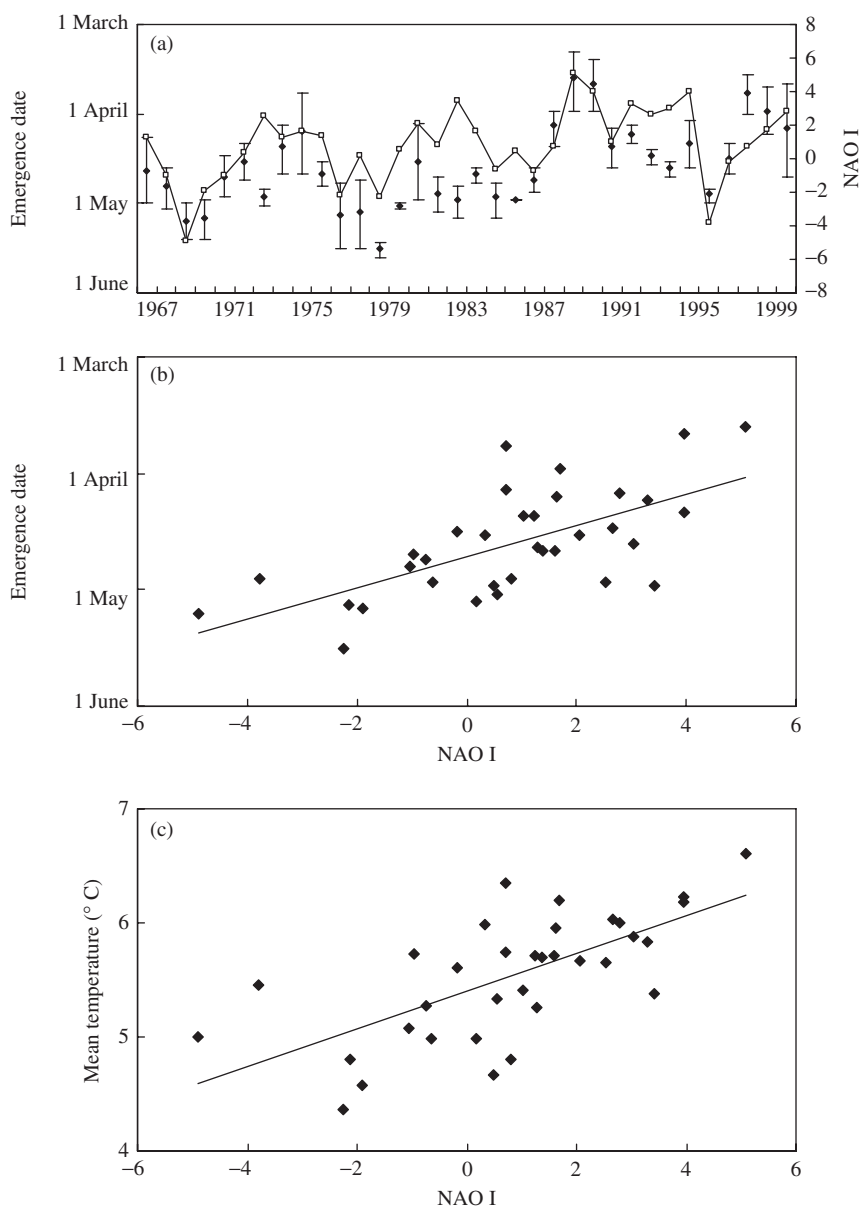 (a)
1 March
1 April
1 May
1 June
Emergence date
8
6
4
2
0
−2
−4
−6
−8
NAO I
1967 1971 1975 1979 1983 1987 1991 1995 1999
(b)
1 March
1 April
1 May
1 June
Emergence date
−6 −4 −2 0 2 4 6
NAO I
(c)
7
6
5
4
Mean temperature (° C)
−6 −4 −2 0 2 4 6
NAO I